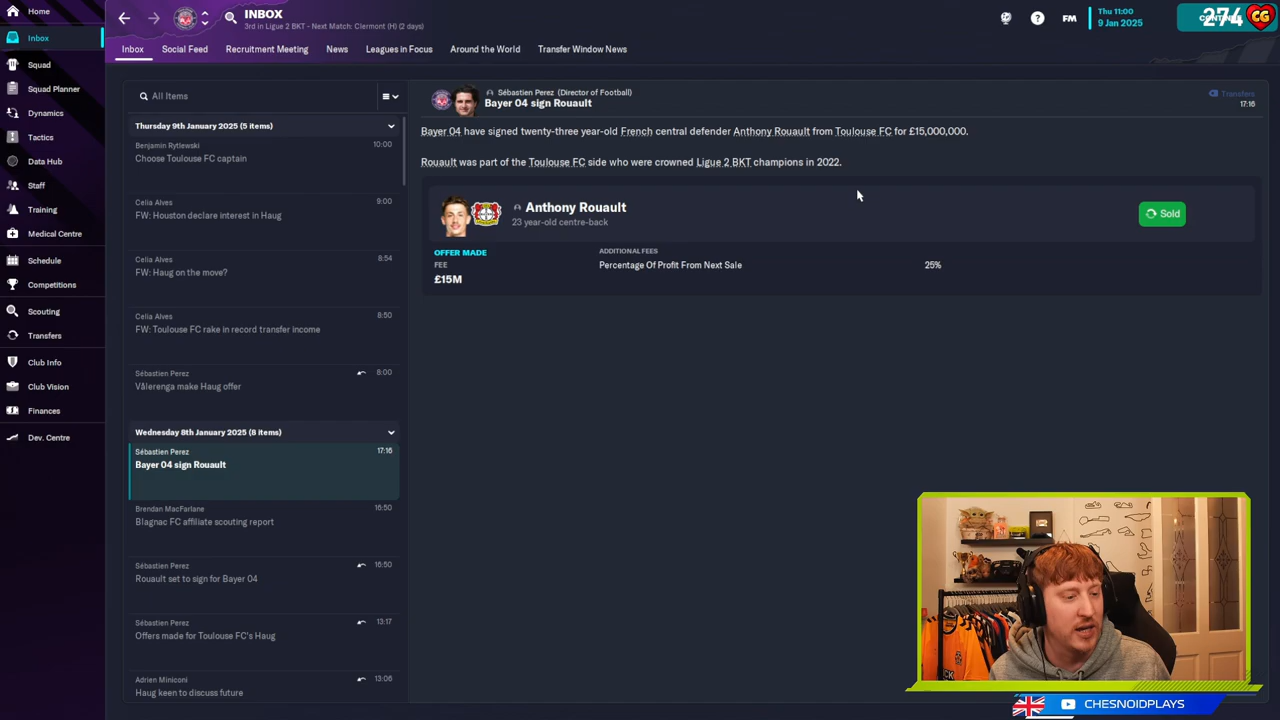 Home
Inbox
Squad
Squad Planner
Dynamics
Tactics
Data Hub
Staff
Training
Medical Centre
Schedule
Competitions
Scouting
Transfers
Club Info
Club Vision
Finances
Dev. Centre
INBOX
3rd in Ligue 2 BKT - Next Match: Clermont (H) (2 days)
FM
Thu 11:00
9 Jan 2025
274
CG
Inbox
Social Feed
Recruitment Meeting
News
Leagues in Focus
Around the World
Transfer Window News
All Items
Thursday 9th January 2025 (5 items)
Benjamin Rytlewski 10:00
Choose Toulouse FC captain
Celia Alves 9:00
FW: Houston declare interest in Haug
Celia Alves 8:54
FW: Haug on the move?
Celia Alves 8:50
FW: Toulouse FC rake in record transfer income
Sébastien Perez 8:00
Vålerenga make Haug offer
Wednesday 8th January 2025 (8 items)
Sébastien Perez 17:16
Bayer 04 sign Rouault
Brendan MacFarlane 16:50
Blagnac FC affiliate scouting report
Sébastien Perez 16:50
Rouault set to sign for Bayer 04
Sébastien Perez 13:17
Offers made for Toulouse FC's Haug
Adrien Miniconi 13:06
Haug keen to discuss future
Sébastien Perez (Director of Football)
Bayer 04 sign Rouault
Transfers
17:16
Bayer 04 have signed twenty-three year-old French central defender Anthony Rouault from Toulouse FC for £15,000,000.
Rouault was part of the Toulouse FC side who were crowned Ligue 2 BKT champions in 2022.
Anthony Rouault
23 year-old centre-back
Sold
OFFER MADE
FEE
£15M
ADDITIONAL FEES
Percentage Of Profit From Next Sale 25%
CHESNOIDPLAYS